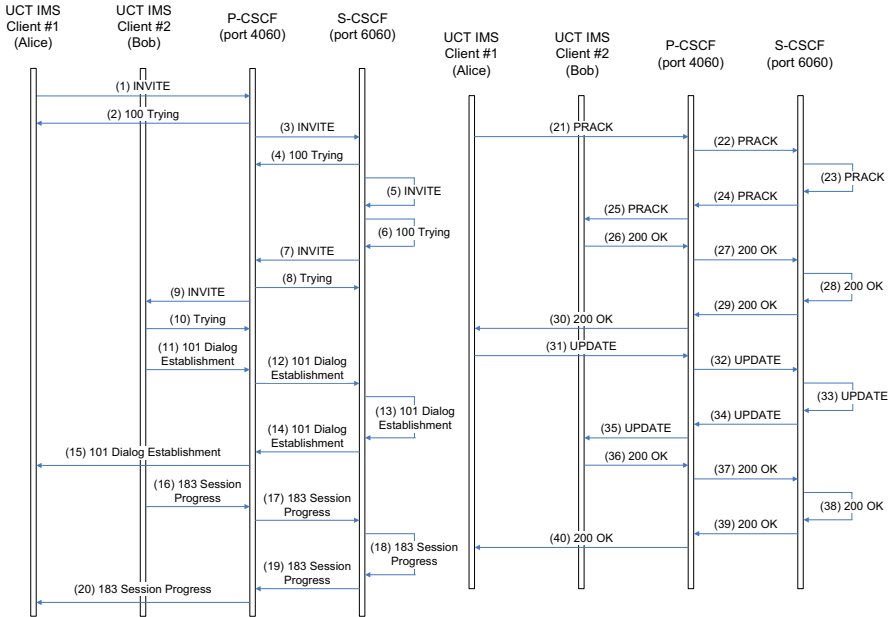 UCT IMS
Client #1
(Alice)
UCT IMS
Client #2
(Bob)
P-CSCF
(port 4060)
S-CSCF
(port 6060)
(1) INVITE
(2) 100 Trying
(3) INVITE
(4) 100 Trying
(5) INVITE
(6) 100 Trying
(7) INVITE
(8) Trying
(9) INVITE
(10) Trying
(11) 101 Dialog
Establishment
(12) 101 Dialog
Establishment
(13) 101 Dialog
Establishment
(14) 101 Dialog
Establishment
(15) 101 Dialog Establishment
(16) 183 Session
Progress
(17) 183 Session
Progress
(18) 183 Session
Progress
(19) 183 Session
Progress
(20) 183 Session Progress
UCT IMS
Client #1
(Alice)
UCT IMS
Client #2
(Bob)
P-CSCF
(port 4060)
S-CSCF
(port 6060)
(21) PRACK
(22) PRACK
(23) PRACK
(24) PRACK
(25) PRACK
(26) 200 OK
(27) 200 OK
(28) 200 OK
(29) 200 OK
(30) 200 OK
(31) UPDATE
(32) UPDATE
(33) UPDATE
(34) UPDATE
(35) UPDATE
(36) 200 OK
(37) 200 OK
(38) 200 OK
(39) 200 OK
(40) 200 OK